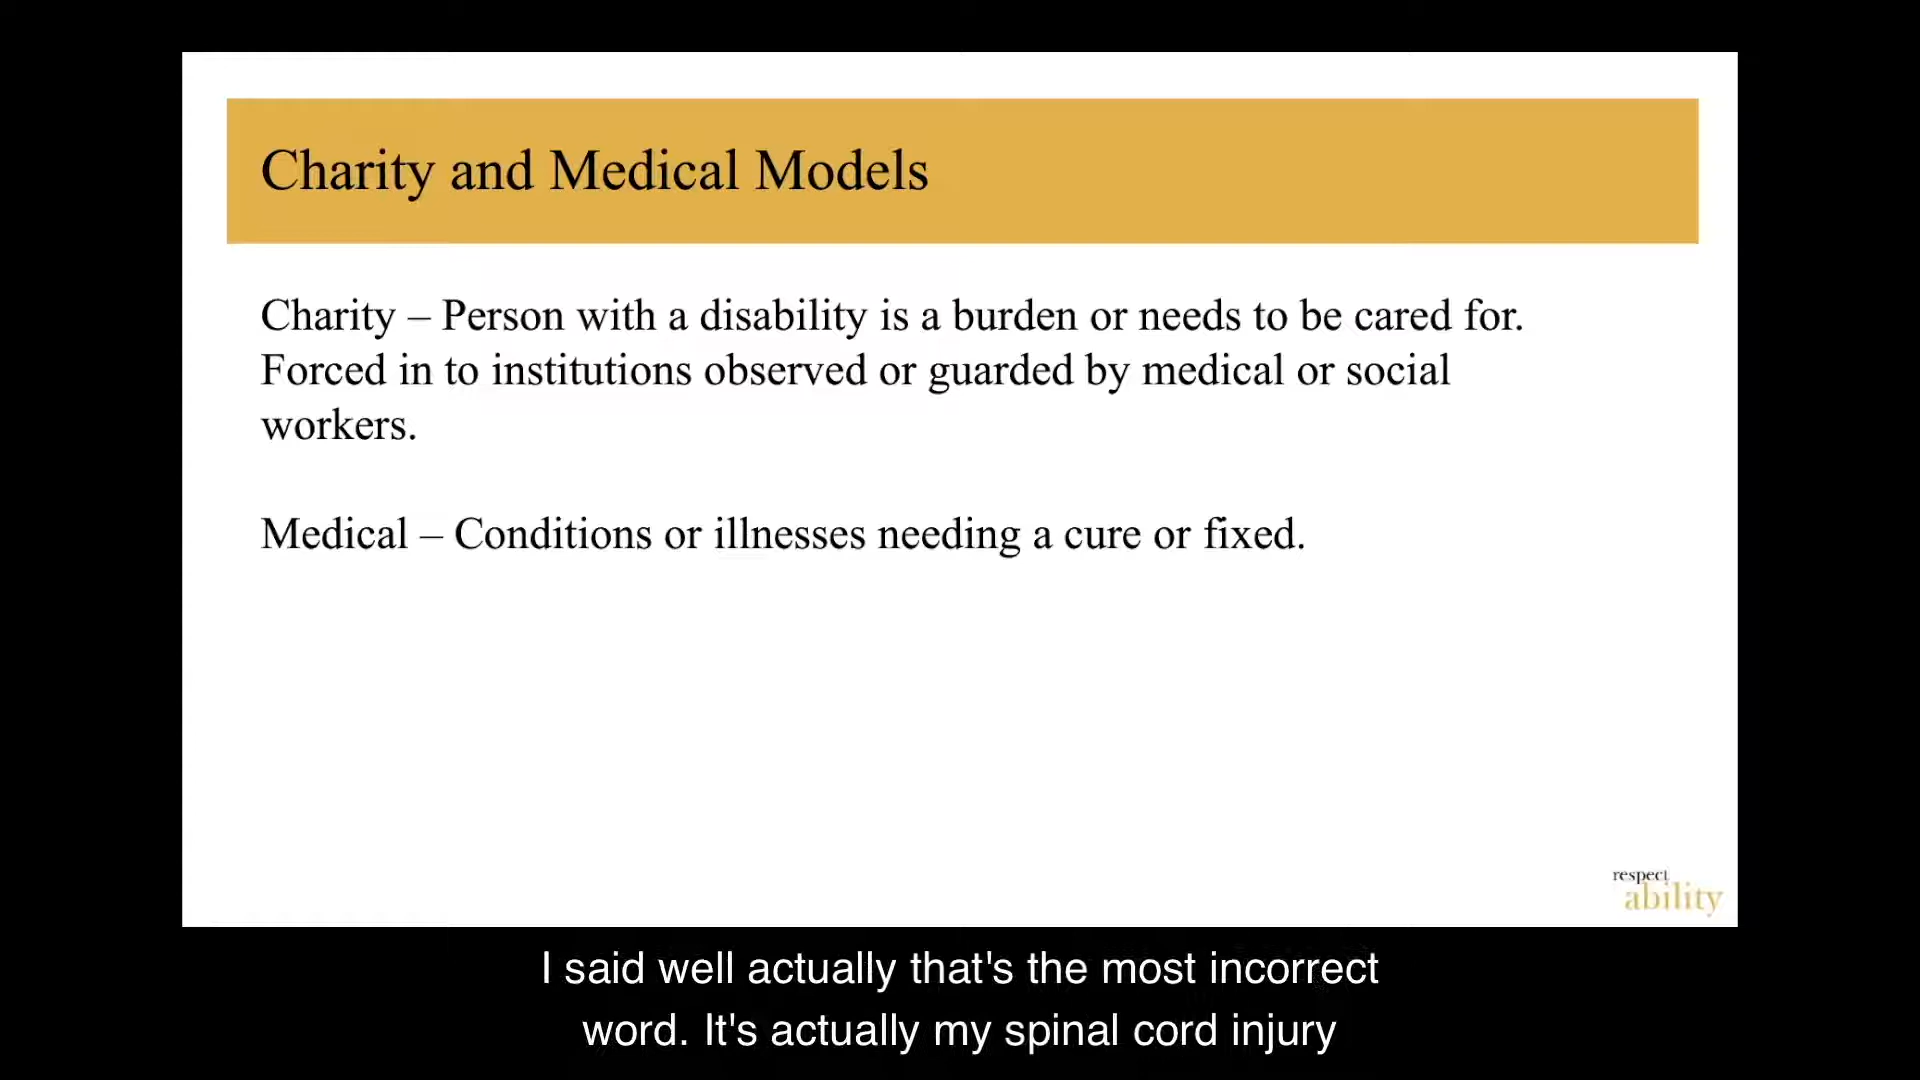 Charity and Medical Models
Charity – Person with a disability is a burden or needs to be cared for.
Forced in to institutions observed or guarded by medical or social
workers.
Medical – Conditions or illnesses needing a cure or fixed.
respect
ability
I said well actually that's the most incorrect
word. It's actually my spinal cord injury